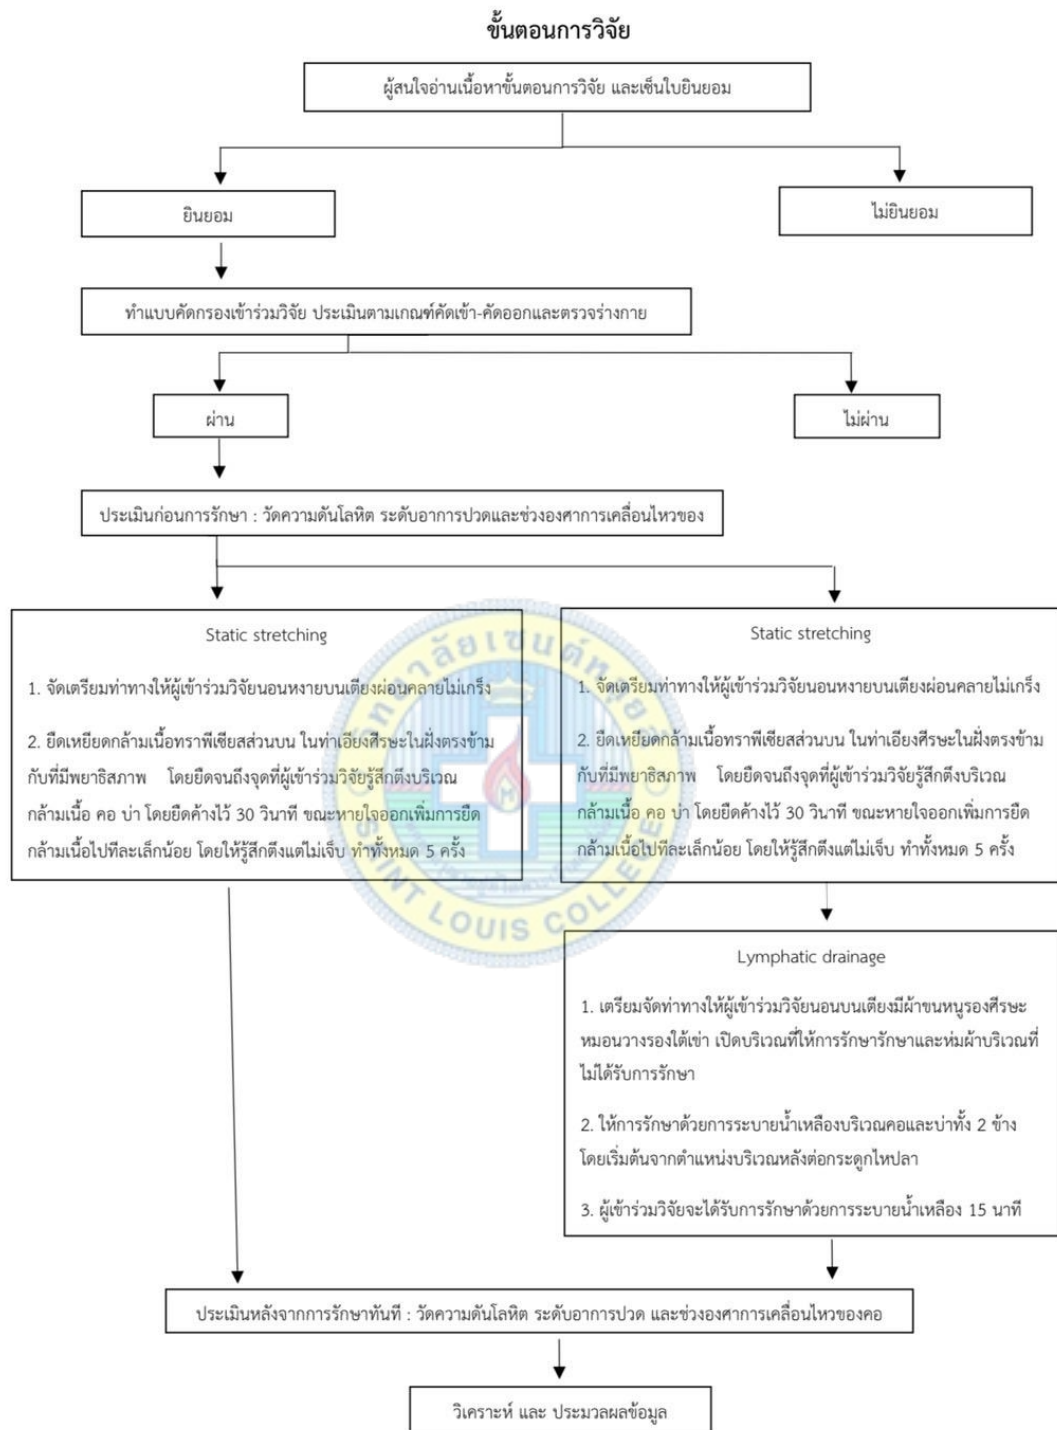 ขั้นตอนการวิจัย
ผู้สนใจอ่านเนื้อหาขั้นตอนการวิจัย และเซ็นใบยินยอม
ยินยอม
ไม่ยินยอม
ทำแบบคัดกรองเข้าร่วมวิจัย ประเมินตามเกณฑ์คัดเข้า-คัดออกและตรวจร่างกาย
ผ่าน
ไม่ผ่าน
ประเมินก่อนการรักษา : วัดความดันโลหิต ระดับอาการปวดและช่วงองศาการเคลื่อนไหวของ
Static stretching
1. จัดเตรียมท่าทางให้ผู้เข้าร่วมวิจัยนอนหงายบนเตียงผ่อนคลายไม่เกร็ง
2. ยืดเหยียดกล้ามเนื้อทราพีเซียสส่วนบน ในท่าเอียงศีรษะในฝั่งตรงข้าม
กับที่มีพยาธิสภาพ โดยยืดจนถึงจุดที่ผู้เข้าร่วมวิจัยรู้สึกตึงบริเวณ
กล้ามเนื้อ คอ บ่า โดยยืดค้างไว้ 30 วินาที ขณะหายใจออกเพิ่มการยืด
กล้ามเนื้อไปทีละเล็กน้อย โดยให้รู้สึกตึงแต่ไม่เจ็บ ทำทั้งหมด 5 ครั้ง
Static stretching
1. จัดเตรียมท่าทางให้ผู้เข้าร่วมวิจัยนอนหงายบนเตียงผ่อนคลายไม่เกร็ง
2. ยืดเหยียดกล้ามเนื้อทราพีเซียสส่วนบน ในท่าเอียงศีรษะในฝั่งตรงข้าม
กับที่มีพยาธิสภาพ โดยยืดจนถึงจุดที่ผู้เข้าร่วมวิจัยรู้สึกตึงบริเวณ
กล้ามเนื้อ คอ บ่า โดยยืดค้างไว้ 30 วินาที ขณะหายใจออกเพิ่มการยืด
กล้ามเนื้อไปทีละเล็กน้อย โดยให้รู้สึกตึงแต่ไม่เจ็บ ทำทั้งหมด 5 ครั้ง
Lymphatic drainage
1. เตรียมจัดท่าทางให้ผู้เข้าร่วมวิจัยนอนบนเตียงมีผ้าขนหนูรองศีรษะ
หมอนวางรองใต้เข่า เปิดบริเวณที่ให้การรักษารักษาและห่มผ้าบริเวณที่
ไม่ได้รับการรักษา
2. ให้การรักษาด้วยการระบายน้ำเหลืองบริเวณคอและบ่าทั้ง 2 ข้าง
โดยเริ่มต้นจากตำแหน่งบริเวณหลังต่อกระดูกไหปลา
3. ผู้เข้าร่วมวิจัยจะได้รับการรักษาด้วยการระบายน้ำเหลือง 15 นาที
ประเมินหลังจากการรักษาทันที : วัดความดันโลหิต ระดับอาการปวด และช่วงองศาการเคลื่อนไหวของคอ
วิเคราะห์ และ ประมวลผลข้อมูล
วิทยาลัยเซนต์หลุยส์
SAINT LOUIS COLLEGE